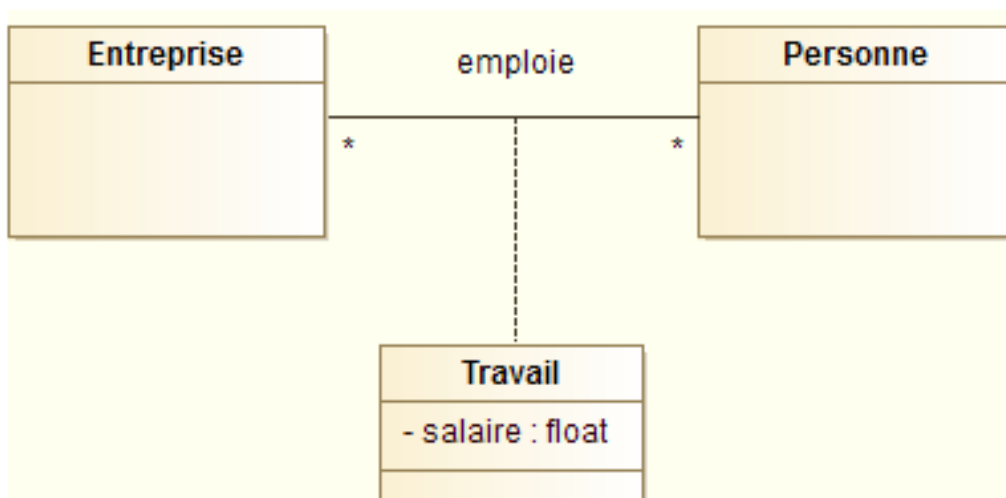 Entreprise
emploie
Personne
*
*
Travail
- salaire : float